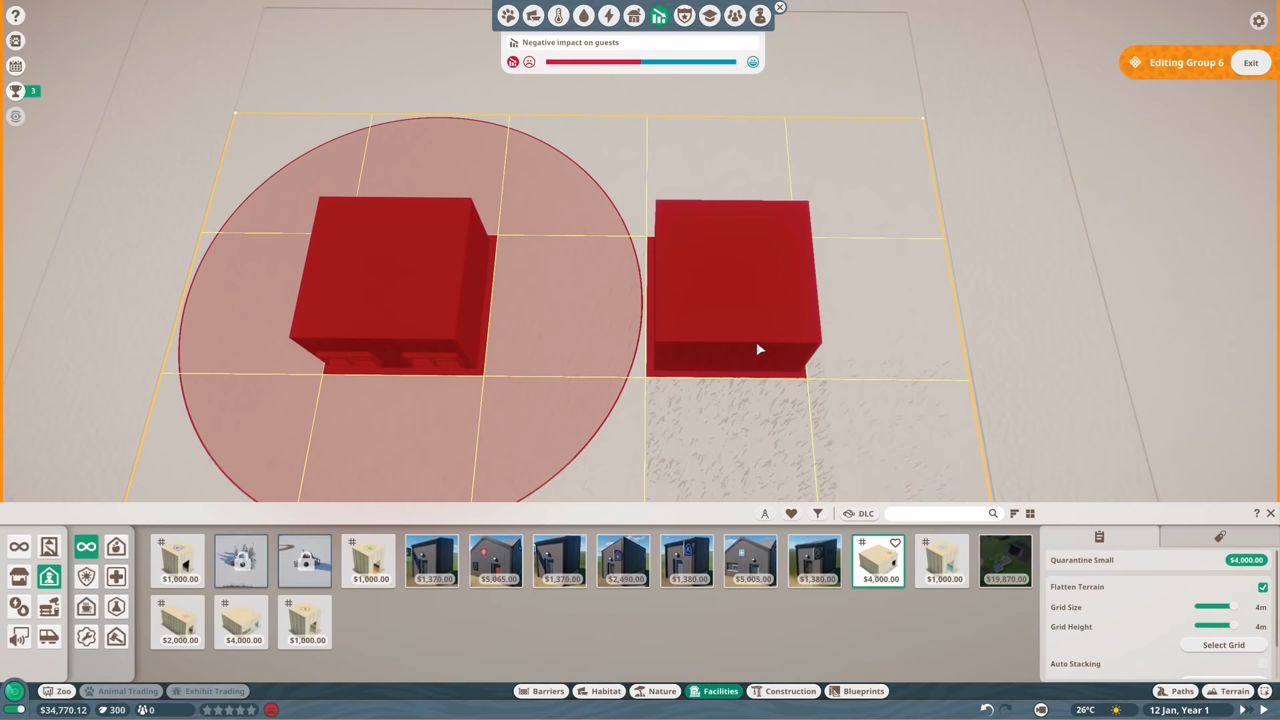 Negative impact on guests
Editing Group 6
Exit
3
DLC
$1,000.00
$1,000.00
$1,370.00
$5,065.00
$1,370.00
$2,490.00
$1,380.00
$5,005.00
$1,380.00
$4,000.00
$1,000.00
$19,870.00
$2,000.00
$4,000.00
$1,000.00
Quarantine Small
$4,000.00
Flatten Terrain
Grid Size
4m
Grid Height
4m
Select Grid
Auto Stacking
Zoo
Animal Trading
Exhibit Trading
Barriers
Habitat
Nature
Facilities
Construction
Blueprints
Paths
Terrain
$34,770.12
300
0
26°C
12 Jan, Year 1